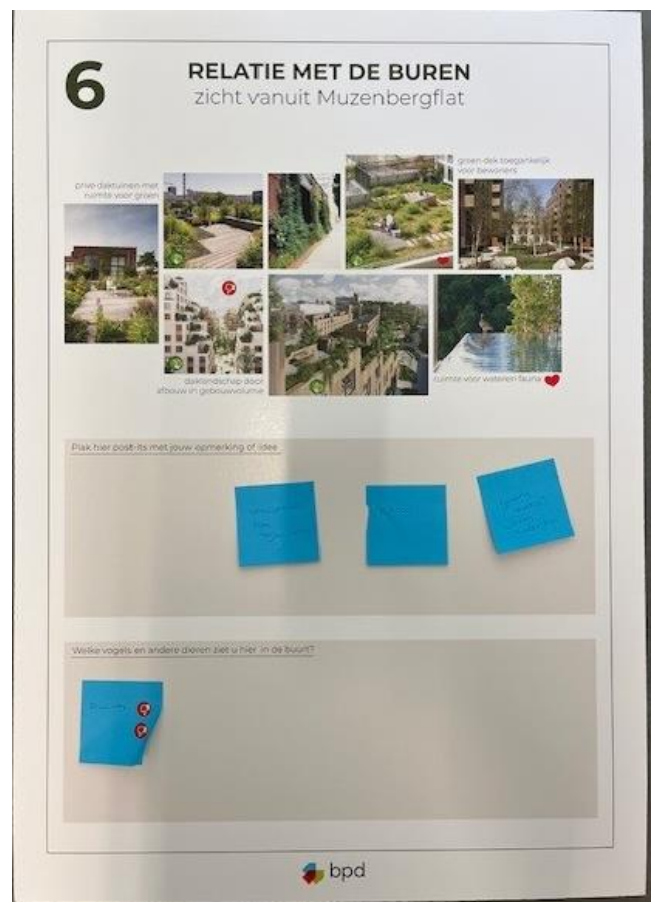 6
RELATIE MET DE BUREN
zicht vanuit Muzenbergflat
prive daktuinen met
ruimte voor groen
groen dak toegankelijk
voor bewoners
daklandschap door
afbouw in gebouwvolume
ruimte voor water en fauna
Plak hier post-its met jouw opmerking of idee
Welke vogels en andere dieren ziet u hier in de buurt?
bpd